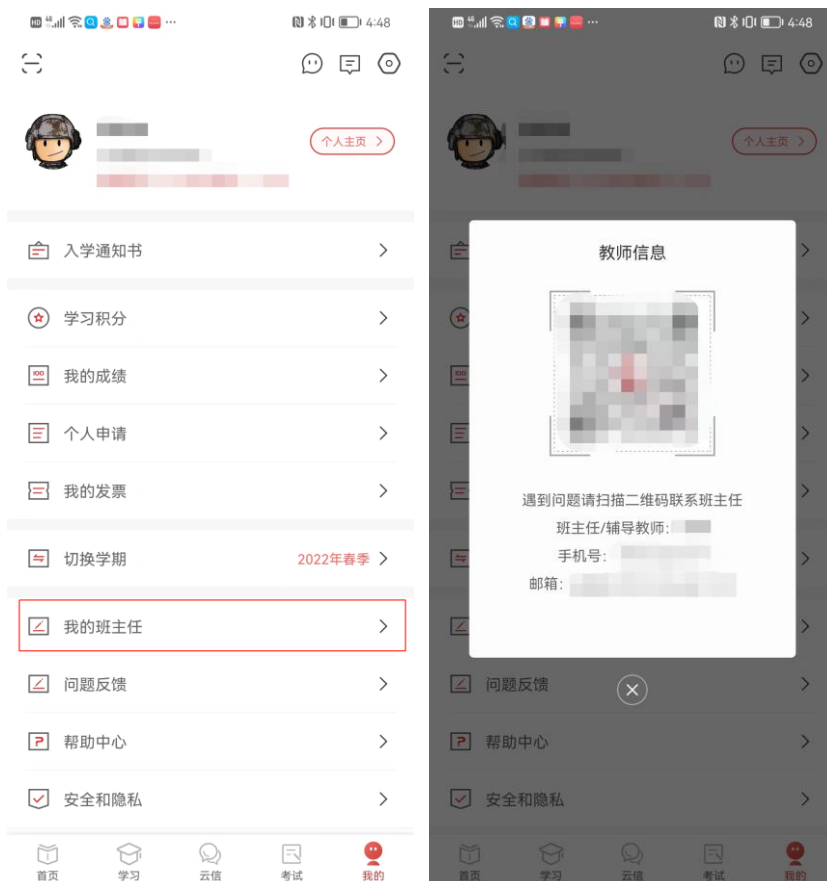 HD 4G 4:48
个人主页
入学通知书
学习积分
100
我的成绩
个人申请
我的发票
切换学期 2022年春季
我的班主任
问题反馈
帮助中心
安全和隐私
首页 学习 云信 考试 我的
HD 4G 4:48
个人主页
教师信息
遇到问题请扫描二维码联系班主任
班主任/辅导教师:
手机号:
邮箱:
问题反馈
帮助中心
安全和隐私
首页 学习 云信 考试 我的